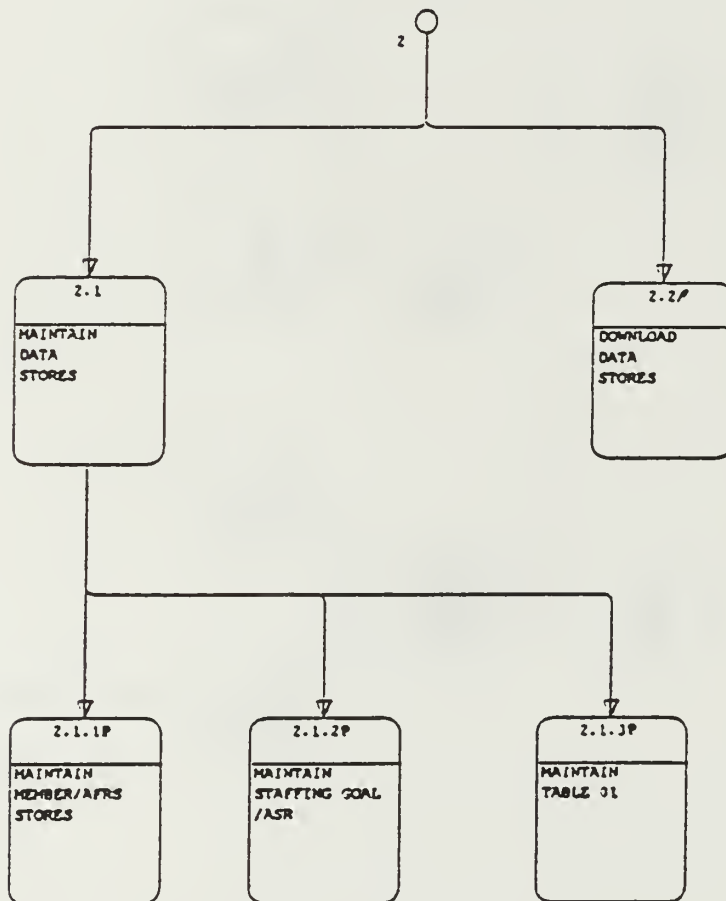 2
2.1
MAINTAIN
DATA
STORES
2.2P
DOWNLOAD
DATA
STORES
2.1.1P
MAINTAIN
MEMBER/AFRS
STORES
2.1.2P
MAINTAIN
STAFFING GOAL
/ASR
2.1.3P
MAINTAIN
TABLE 01